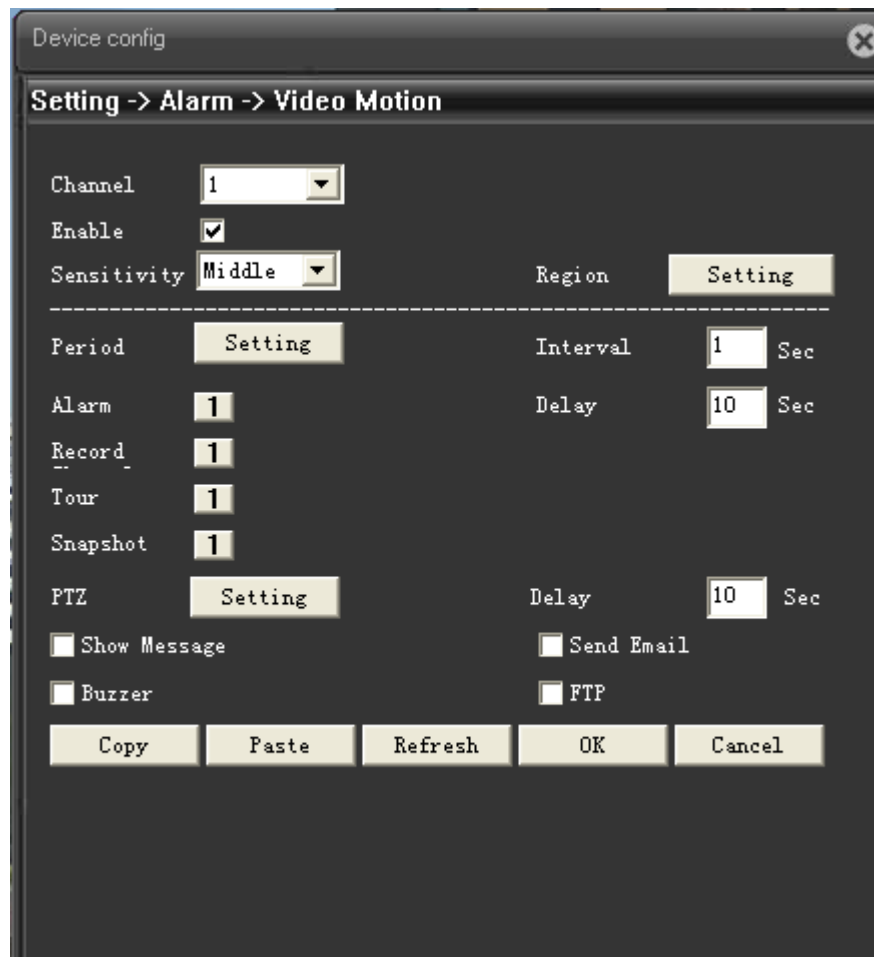 Device config
Setting -> Alarm -> Video Motion
Channel 1
Enable
Sensitivity Middle Region Setting
Period Setting Interval 1 Sec
Alarm 1 Delay 10 Sec
Record 1
Tour 1
Snapshot 1
PTZ Setting Delay 10 Sec
Show Message Send Email
Buzzer FTP
Copy Paste Refresh OK Cancel